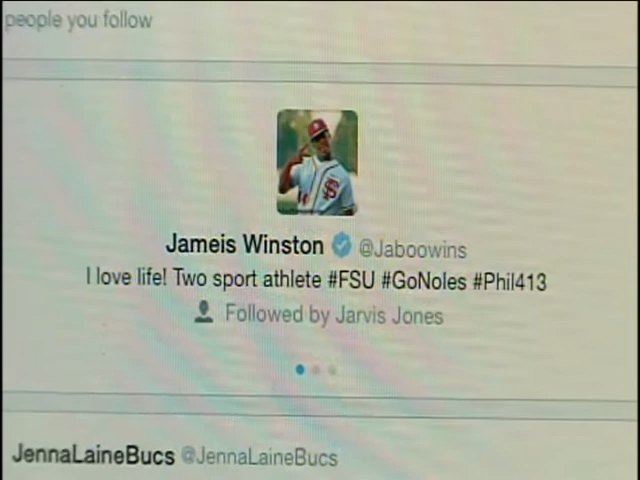 people you follow
Jameis Winston @Jaboowins
I love life! Two sport athlete #FSU #GoNoles #Phil413
Followed by Jarvis Jones
JennaLaineBucs @JennaLaineBucs